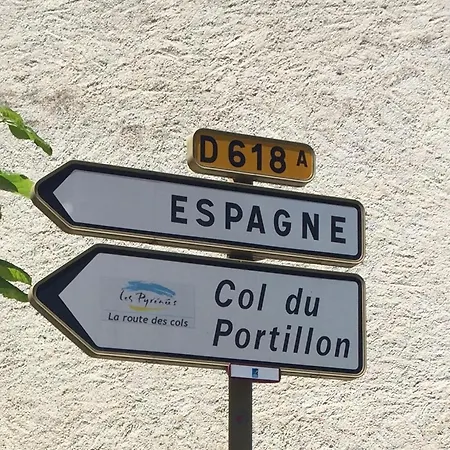 D 618 A
ESPAGNE
Les Pyrénées
La route des cols
Col du
Portillon